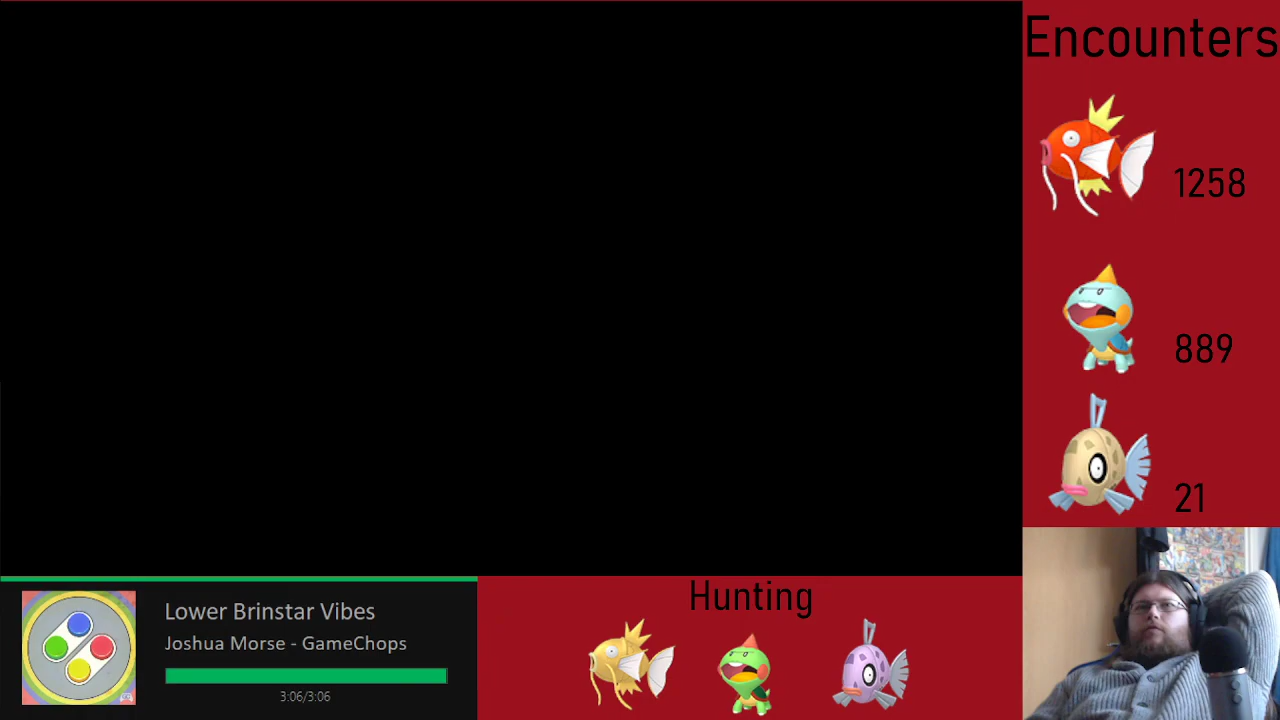 Encounters
1258
889
21
Hunting
Lower Brinstar Vibes
Joshua Morse - GameChops
3:06/3:06